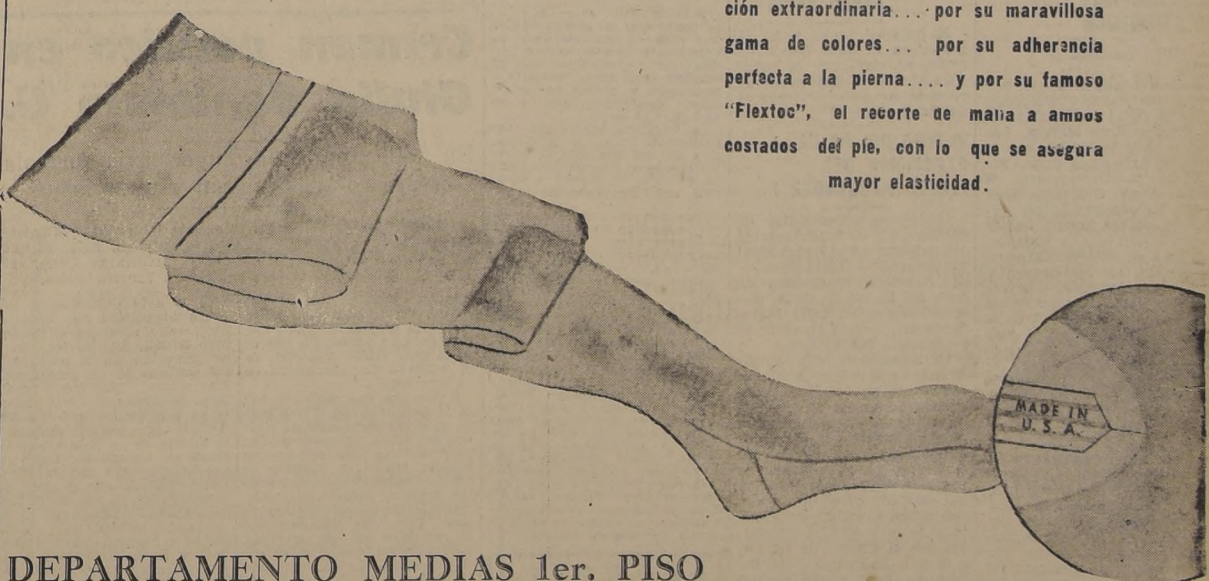 ción extraordinaria... por su maravillosa
gama de colores... por su adherencia
perfecta a la pierna.... y por su famoso
"Flextoc", el recorte de malla a ambos
costados del pie, con lo que se asegura
mayor elasticidad.
MADE IN
U. S. A.
DEPARTAMENTO MEDIAS 1er. PISO